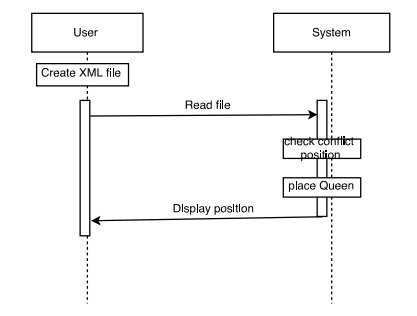 User
System
Create XML file
Read file
check conflict
position
place Queen
Display position